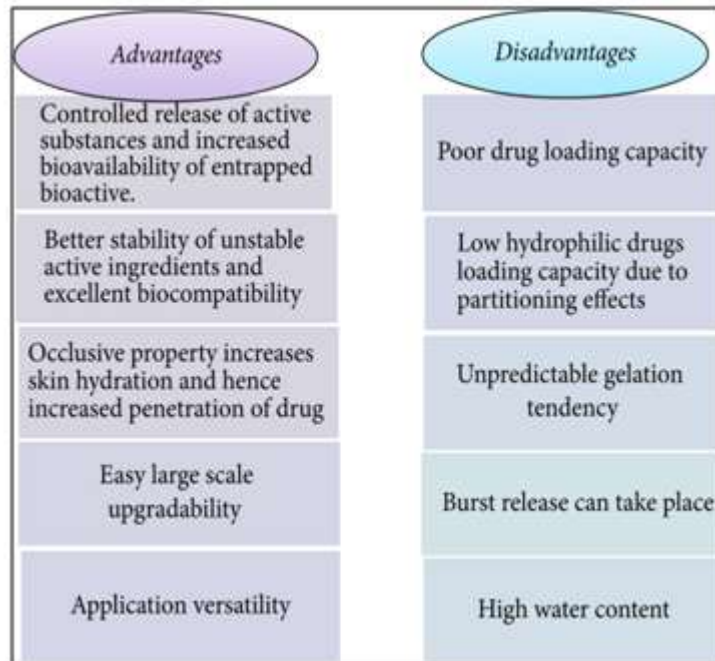 Advantages
Controlled release of active
substances and increased
bioavailability of entrapped
bioactive.
Better stability of unstable
active ingredients and
excellent biocompatibility
Occlusive property increases
skin hydration and hence
increased penetration of drug
Easy large scale
upgradability
Application versatility
Disadvantages
Poor drug loading capacity
Low hydrophilic drugs
loading capacity due to
partitioning effects
Unpredictable gelation
tendency
Burst release can take place
High water content